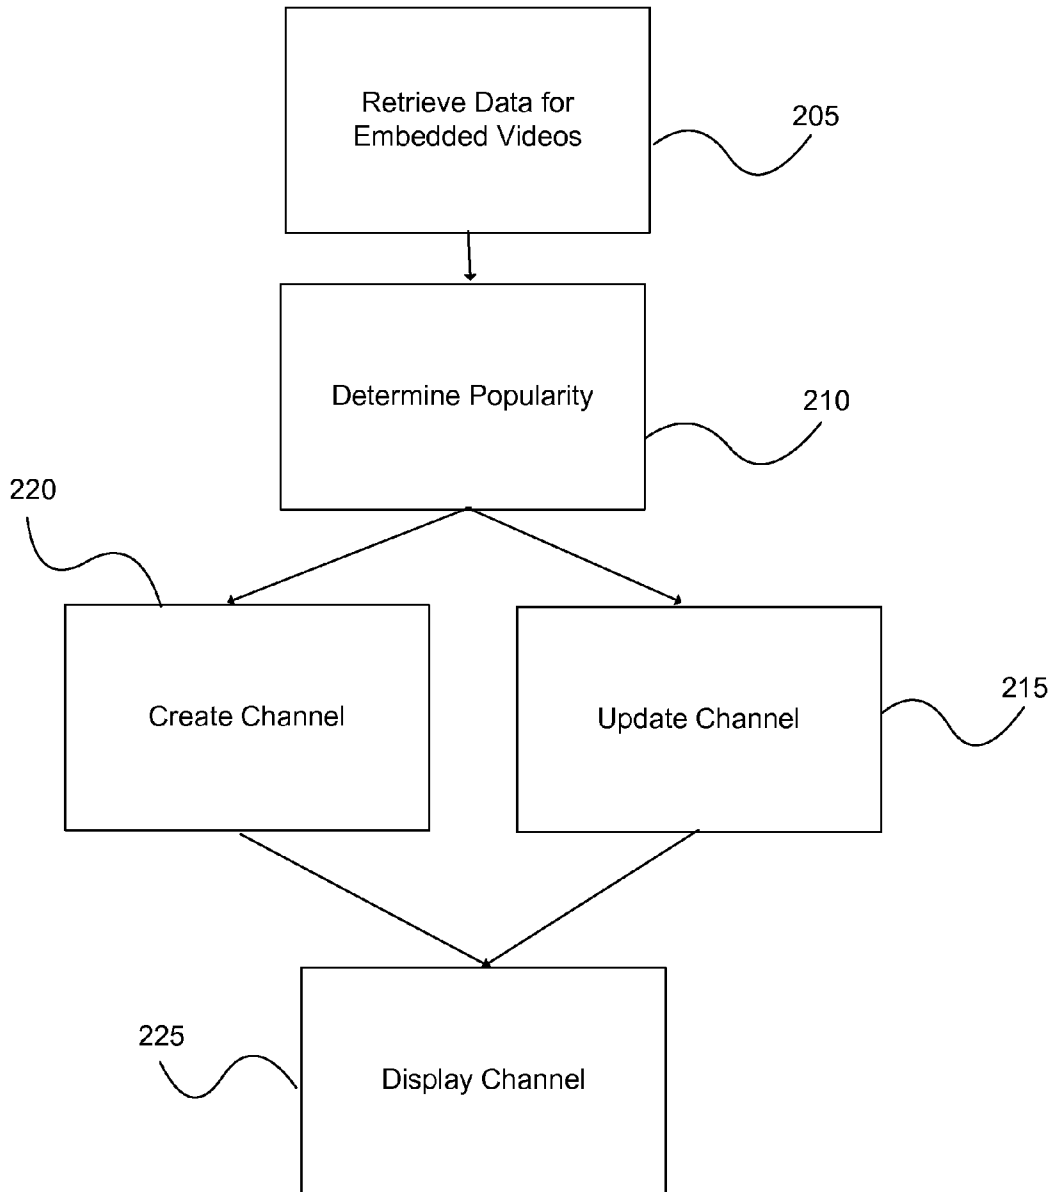 Retrieve Data for
Embedded Videos
205
Determine Popularity
210
220
Create Channel
Update Channel
215
225
Display Channel